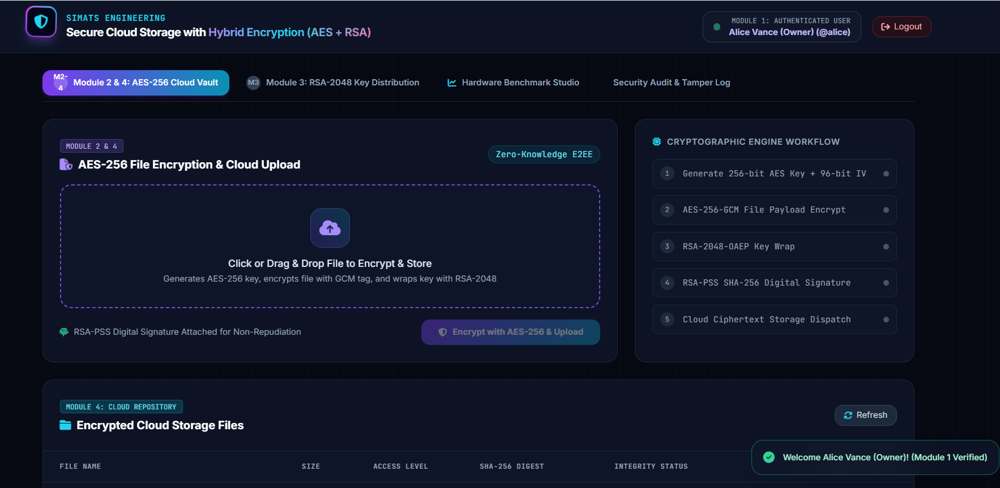 SIMATS ENGINEERING
Secure Cloud Storage with Hybrid Encryption (AES + RSA)
MODULE 1: AUTHENTICATED USER
Alice Vance (Owner) (@alice)
Logout
M2-4
Module 2 & 4: AES-256 Cloud Vault
M3
Module 3: RSA-2048 Key Distribution
Hardware Benchmark Studio
Security Audit & Tamper Log
MODULE 2 & 4
AES-256 File Encryption & Cloud Upload
Zero-Knowledge E2EE
Click or Drag & Drop File to Encrypt & Store
Generates AES-256 key, encrypts file with GCM tag, and wraps key with RSA-2048
RSA-PSS Digital Signature Attached for Non-Repudiation
Encrypt with AES-256 & Upload
CRYPTOGRAPHIC ENGINE WORKFLOW
1 Generate 256-bit AES Key + 96-bit IV
2 AES-256-GCM File Payload Encrypt
3 RSA-2048-OAEP Key Wrap
4 RSA-PSS SHA-256 Digital Signature
5 Cloud Ciphertext Storage Dispatch
MODULE 4: CLOUD REPOSITORY
Encrypted Cloud Storage Files
Refresh
FILE NAME SIZE ACCESS LEVEL SHA-256 DIGEST INTEGRITY STATUS
Welcome Alice Vance (Owner)! (Module 1 Verified)